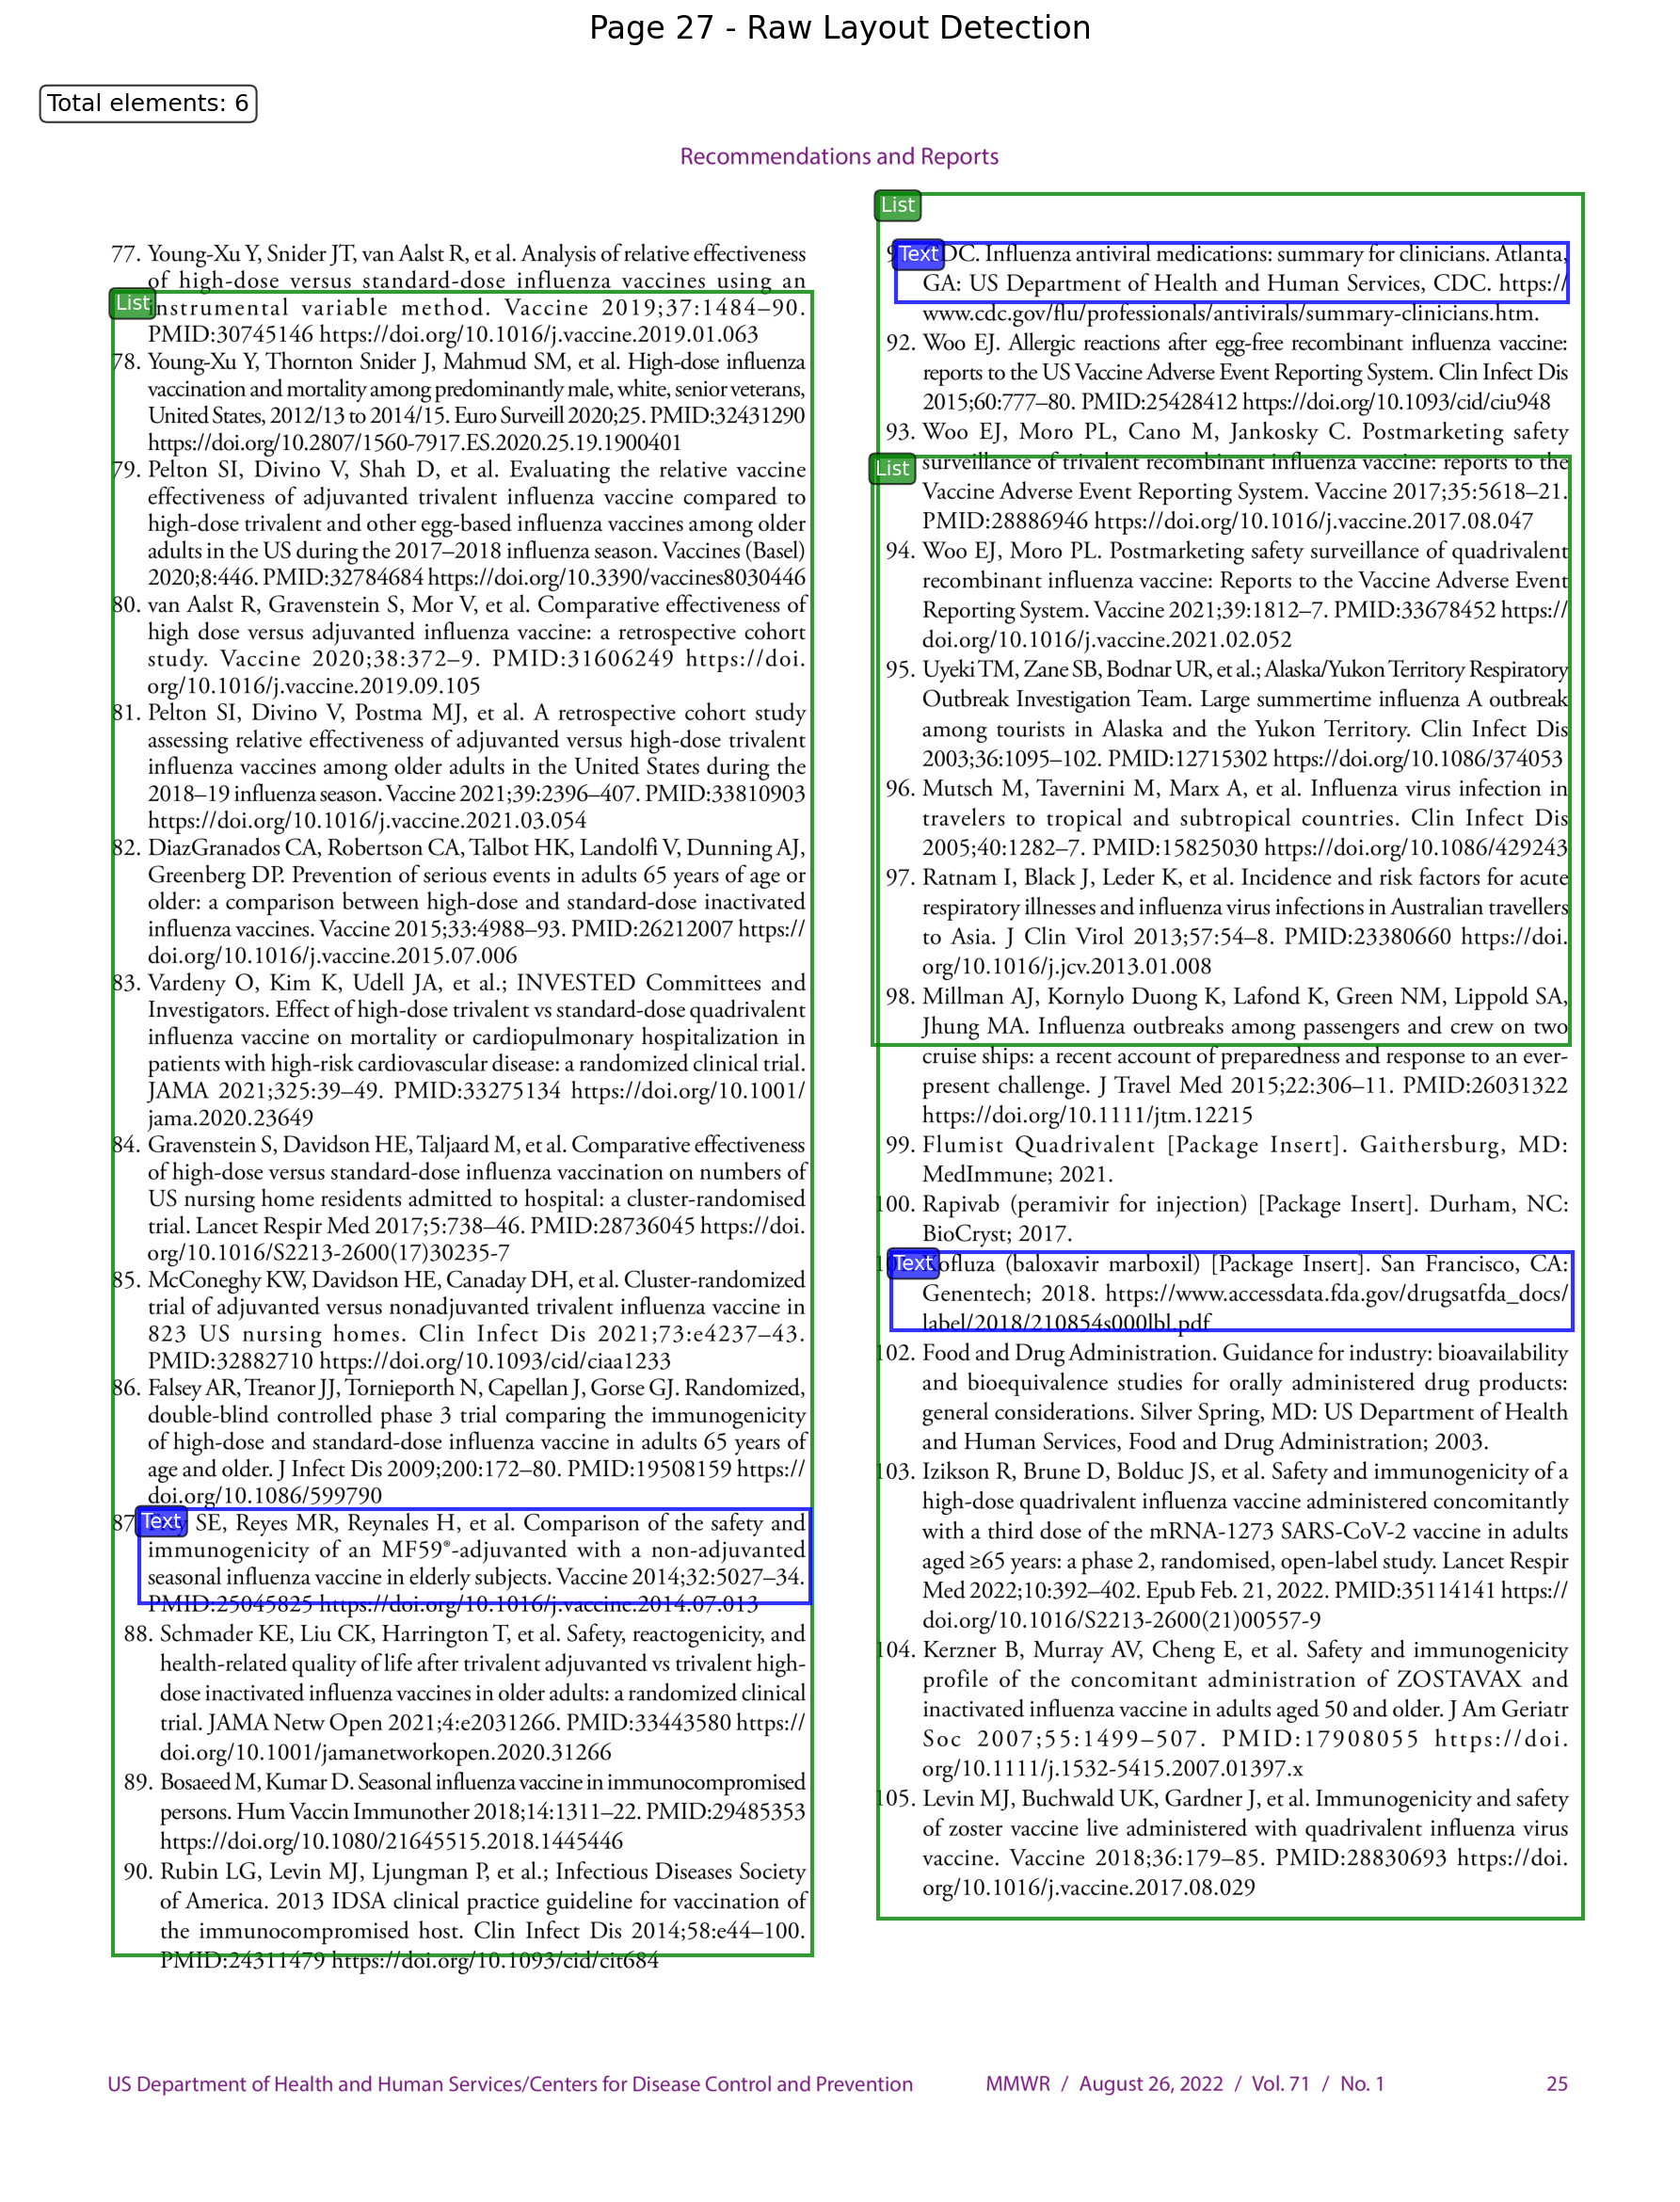 Page 27 - Raw Layout Detection
Total elements: 6
Recommendations and Reports
List
77. Young-Xu Y, Snider JT, van Aalst R, et al. Analysis of relative effectiveness
of high-dose versus standard-dose influenza vaccines using an
instrumental variable method. Vaccine 2019;37:1484–90.
PMID:30745146 https://doi.org/10.1016/j.vaccine.2019.01.063
78. Young-Xu Y, Thornton Snider J, Mahmud SM, et al. High-dose influenza
vaccination and mortality among predominantly male, white, senior veterans,
United States, 2012/13 to 2014/15. Euro Surveill 2020;25. PMID:32431290
https://doi.org/10.2807/1560-7917.ES.2020.25.19.1900401
79. Pelton SI, Divino V, Shah D, et al. Evaluating the relative vaccine
effectiveness of adjuvanted trivalent influenza vaccine compared to
high-dose trivalent and other egg-based influenza vaccines among older
adults in the US during the 2017–2018 influenza season. Vaccines (Basel)
2020;8:446. PMID:32784684 https://doi.org/10.3390/vaccines8030446
80. van Aalst R, Gravenstein S, Mor V, et al. Comparative effectiveness of
high dose versus adjuvanted influenza vaccine: a retrospective cohort
study. Vaccine 2020;38:372–9. PMID:31606249 https://doi.
org/10.1016/j.vaccine.2019.09.105
81. Pelton SI, Divino V, Postma MJ, et al. A retrospective cohort study
assessing relative effectiveness of adjuvanted versus high-dose trivalent
influenza vaccines among older adults in the United States during the
2018–19 influenza season. Vaccine 2021;39:2396–407. PMID:33810903
https://doi.org/10.1016/j.vaccine.2021.03.054
82. DiazGranados CA, Robertson CA, Talbot HK, Landolfi V, Dunning AJ,
Greenberg DP. Prevention of serious events in adults 65 years of age or
older: a comparison between high-dose and standard-dose inactivated
influenza vaccines. Vaccine 2015;33:4988–93. PMID:26212007 https://
doi.org/10.1016/j.vaccine.2015.07.006
83. Vardeny O, Kim K, Udell JA, et al.; INVESTED Committees and
Investigators. Effect of high-dose trivalent vs standard-dose quadrivalent
influenza vaccine on mortality or cardiopulmonary hospitalization in
patients with high-risk cardiovascular disease: a randomized clinical trial.
JAMA 2021;325:39–49. PMID:33275134 https://doi.org/10.1001/
jama.2020.23649
84. Gravenstein S, Davidson HE, Taljaard M, et al. Comparative effectiveness
of high-dose versus standard-dose influenza vaccination on numbers of
US nursing home residents admitted to hospital: a cluster-randomised
trial. Lancet Respir Med 2017;5:738–46. PMID:28736045 https://doi.
org/10.1016/S2213-2600(17)30235-7
85. McConeghy KW, Davidson HE, Canaday DH, et al. Cluster-randomized
trial of adjuvanted versus nonadjuvanted trivalent influenza vaccine in
823 US nursing homes. Clin Infect Dis 2021;73:e4237–43.
PMID:32882710 https://doi.org/10.1093/cid/ciaa1233
86. Falsey AR, Treanor JJ, Tornieporth N, Capellan J, Gorse GJ. Randomized,
double-blind controlled phase 3 trial comparing the immunogenicity
of high-dose and standard-dose influenza vaccine in adults 65 years of
age and older. J Infect Dis 2009;200:172–80. PMID:19508159 https://
doi.org/10.1086/599790
Text
87 SE, Reyes MR, Reynales H, et al. Comparison of the safety and
immunogenicity of an MF59®-adjuvanted with a non-adjuvanted
seasonal influenza vaccine in elderly subjects. Vaccine 2014;32:5027–34.
PMID:25045825 https://doi.org/10.1016/j.vaccine.2014.07.013
88. Schmader KE, Liu CK, Harrington T, et al. Safety, reactogenicity, and
health-related quality of life after trivalent adjuvanted vs trivalent high-
dose inactivated influenza vaccines in older adults: a randomized clinical
trial. JAMA Netw Open 2021;4:e2031266. PMID:33443580 https://
doi.org/10.1001/jamanetworkopen.2020.31266
89. Bosaeed M, Kumar D. Seasonal influenza vaccine in immunocompromised
persons. Hum Vaccin Immunother 2018;14:1311–22. PMID:29485353
https://doi.org/10.1080/21645515.2018.1445446
90. Rubin LG, Levin MJ, Ljungman P, et al.; Infectious Diseases Society
of America. 2013 IDSA clinical practice guideline for vaccination of
the immunocompromised host. Clin Infect Dis 2014;58:e44–100.
PMID:24311479 https://doi.org/10.1093/cid/cit684
List
Text
CDC. Influenza antiviral medications: summary for clinicians. Atlanta,
GA: US Department of Health and Human Services, CDC. https://
www.cdc.gov/flu/professionals/antivirals/summary-clinicians.htm.
92. Woo EJ. Allergic reactions after egg-free recombinant influenza vaccine:
reports to the US Vaccine Adverse Event Reporting System. Clin Infect Dis
2015;60:777–80. PMID:25428412 https://doi.org/10.1093/cid/ciu948
93. Woo EJ, Moro PL, Cano M, Jankosky C. Postmarketing safety
List
surveillance of trivalent recombinant influenza vaccine: reports to the
Vaccine Adverse Event Reporting System. Vaccine 2017;35:5618–21.
PMID:28886946 https://doi.org/10.1016/j.vaccine.2017.08.047
94. Woo EJ, Moro PL. Postmarketing safety surveillance of quadrivalent
recombinant influenza vaccine: Reports to the Vaccine Adverse Event
Reporting System. Vaccine 2021;39:1812–7. PMID:33678452 https://
doi.org/10.1016/j.vaccine.2021.02.052
95. Uyeki TM, Zane SB, Bodnar UR, et al.; Alaska/Yukon Territory Respiratory
Outbreak Investigation Team. Large summertime influenza A outbreak
among tourists in Alaska and the Yukon Territory. Clin Infect Dis
2003;36:1095–102. PMID:12715302 https://doi.org/10.1086/374053
96. Mutsch M, Tavernini M, Marx A, et al. Influenza virus infection in
travelers to tropical and subtropical countries. Clin Infect Dis
2005;40:1282–7. PMID:15825030 https://doi.org/10.1086/429243
97. Ratnam I, Black J, Leder K, et al. Incidence and risk factors for acute
respiratory illnesses and influenza virus infections in Australian travellers
to Asia. J Clin Virol 2013;57:54–8. PMID:23380660 https://doi.
org/10.1016/j.jcv.2013.01.008
98. Millman AJ, Kornylo Duong K, Lafond K, Green NM, Lippold SA,
Jhung MA. Influenza outbreaks among passengers and crew on two
cruise ships: a recent account of preparedness and response to an ever-
present challenge. J Travel Med 2015;22:306–11. PMID:26031322
https://doi.org/10.1111/jtm.12215
99. Flumist Quadrivalent [Package Insert]. Gaithersburg, MD:
MedImmune; 2021.
100. Rapivab (peramivir for injection) [Package Insert]. Durham, NC:
BioCryst; 2017.
Text
Xofluza (baloxavir marboxil) [Package Insert]. San Francisco, CA:
Genentech; 2018. https://www.accessdata.fda.gov/drugsatfda_docs/
label/2018/210854s000lbl.pdf
102. Food and Drug Administration. Guidance for industry: bioavailability
and bioequivalence studies for orally administered drug products:
general considerations. Silver Spring, MD: US Department of Health
and Human Services, Food and Drug Administration; 2003.
103. Izikson R, Brune D, Bolduc JS, et al. Safety and immunogenicity of a
high-dose quadrivalent influenza vaccine administered concomitantly
with a third dose of the mRNA-1273 SARS-CoV-2 vaccine in adults
aged ≥65 years: a phase 2, randomised, open-label study. Lancet Respir
Med 2022;10:392–402. Epub Feb. 21, 2022. PMID:35114141 https://
doi.org/10.1016/S2213-2600(21)00557-9
104. Kerzner B, Murray AV, Cheng E, et al. Safety and immunogenicity
profile of the concomitant administration of ZOSTAVAX and
inactivated influenza vaccine in adults aged 50 and older. J Am Geriatr
Soc 2007;55:1499–507. PMID:17908055 https://doi.
org/10.1111/j.1532-5415.2007.01397.x
105. Levin MJ, Buchwald UK, Gardner J, et al. Immunogenicity and safety
of zoster vaccine live administered with quadrivalent influenza virus
vaccine. Vaccine 2018;36:179–85. PMID:28830693 https://doi.
org/10.1016/j.vaccine.2017.08.029
US Department of Health and Human Services/Centers for Disease Control and Prevention MMWR / August 26, 2022 / Vol. 71 / No. 1 25